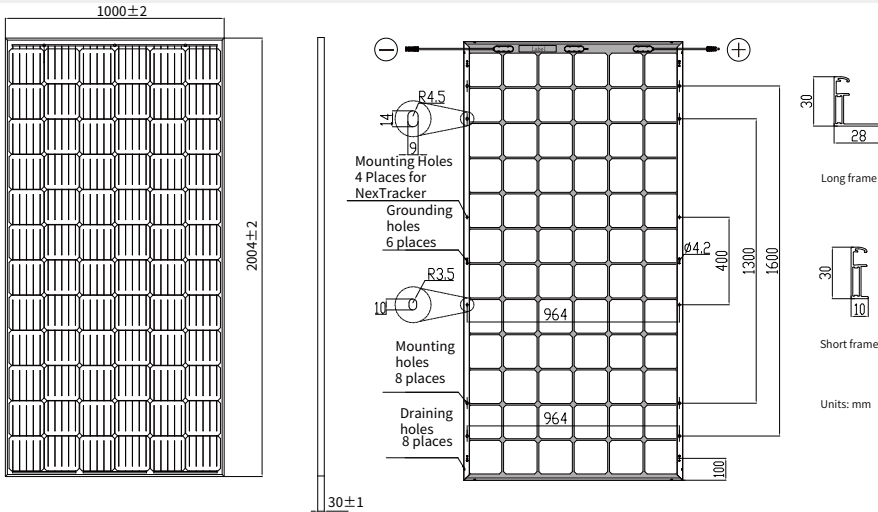 1000±2
2004±2
30±1
Label
R4.5
14
9
Mounting Holes
4 Places for
NexTracker
Grounding
holes
6 places
R3.5
10
Mounting
holes
8 places
Draining
holes
8 places
964
964
ø4.2
400
1300
1600
100
30
28
Long frame
30
10
Short frame
Units: mm